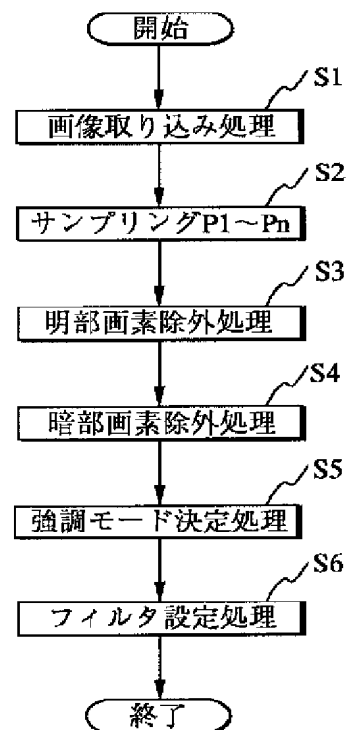 開始
S1
画像取り込み処理
S2
サンプリングP1～Pn
S3
明部画素除外処理
S4
暗部画素除外処理
S5
強調モード決定処理
S6
フィルタ設定処理
終了